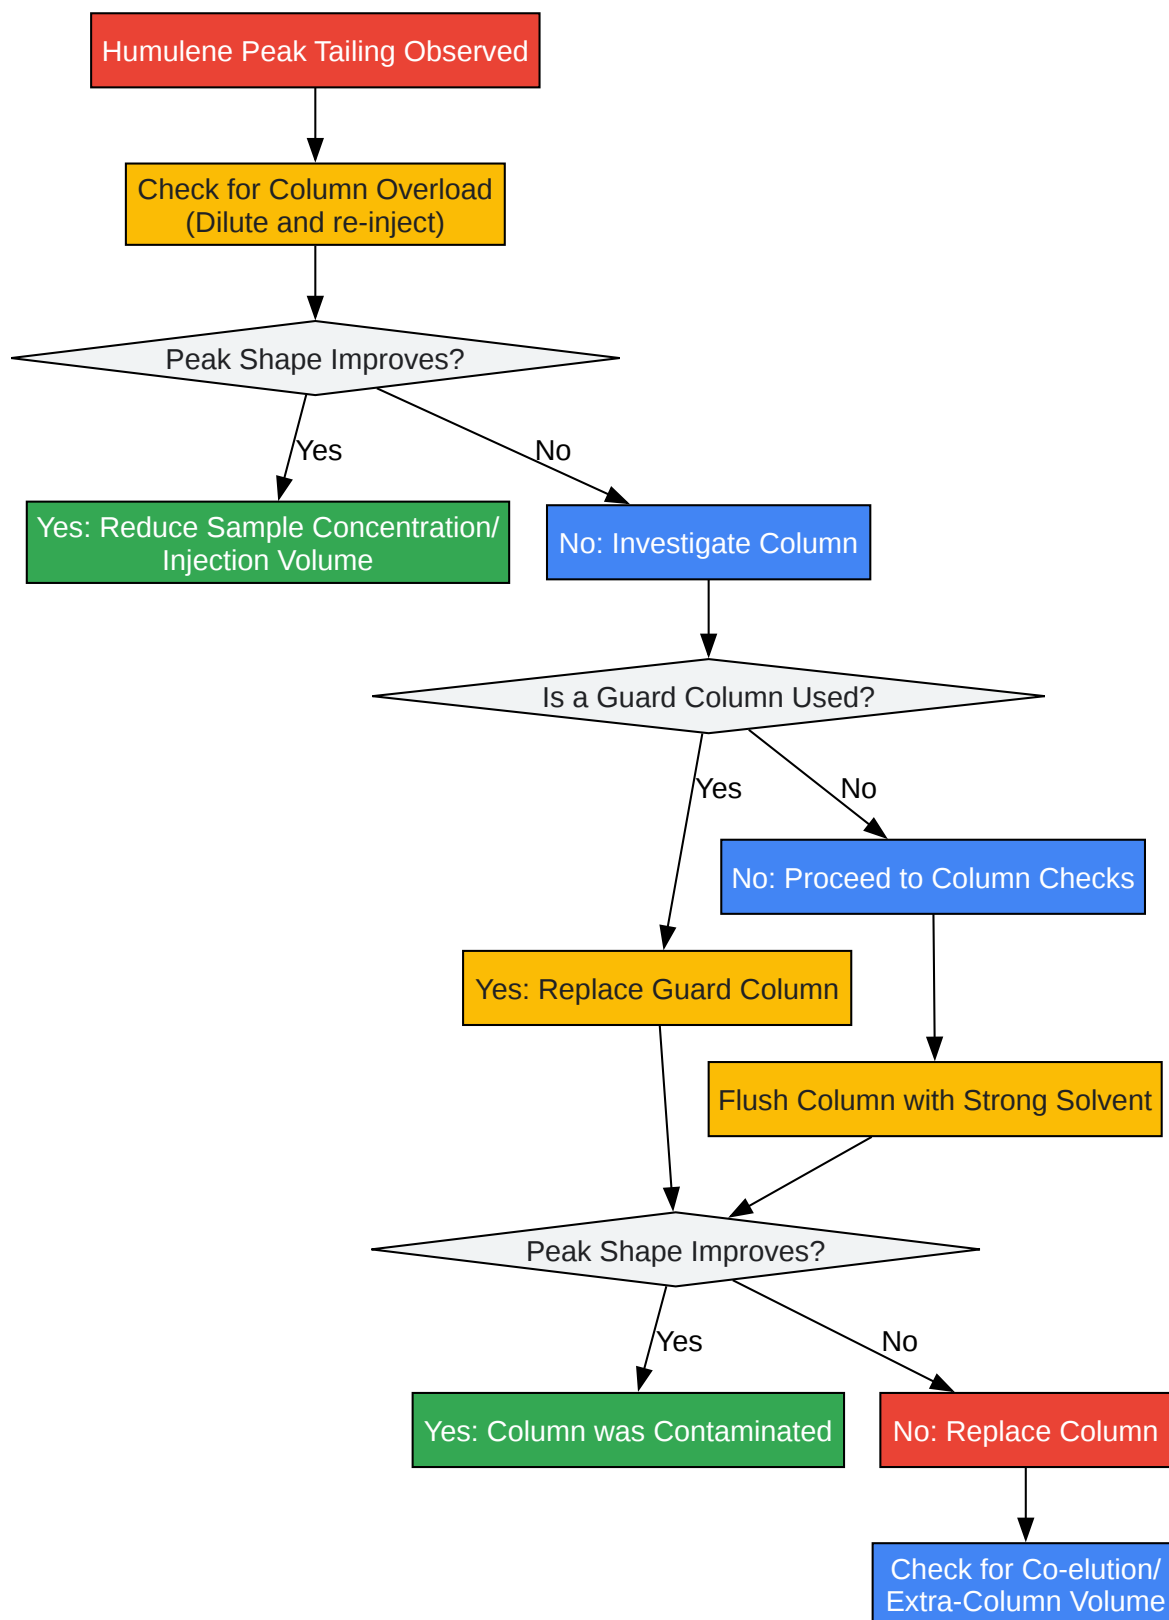 Humulene Peak Tailing Observed
Check for Column Overload
(Dilute and re-inject)
Peak Shape Improves?
Yes
No
Yes: Reduce Sample Concentration/
Injection Volume
No: Investigate Column
Is a Guard Column Used?
Yes
No
No: Proceed to Column Checks
Yes: Replace Guard Column
Flush Column with Strong Solvent
Peak Shape Improves?
Yes
No
Yes: Column was Contaminated
No: Replace Column
Check for Co-elution/
Extra-Column Volume